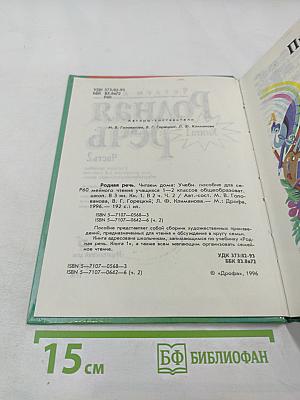 УДК 373:82-93
ББК 83.8я72
Р60
Авторы-составители
М. В. Голованова, В. Г. Горецкий, Л. Ф. Климанова
Родная речь. Читаем дома: Учебн. пособие для се-
Р60 мейного чтения учащихся 1—2 классов общеобразоват.
школ. В 3 кн. Кн. 1. В 2 ч. Ч. 2 / Авт.-сост. М. В. Голо-
ванова, В. Г. Горецкий, Л. Ф. Климанова.— М.: Дрофа,
1996.— 192 с.: ил.
ISBN 5—7107—0568—3
ISBN 5—7107—0642—6 (ч. 2)
Пособие представляет собой сборник художественных произве-
дений, предназначенных для чтения и обсуждения в кругу семьи.
Книга адресована школьникам, занимающимся по учебнику «Род-
ная речь. Книга 1», а также всем желающим организовать семейное
чтение.
УДК 373:82-93
ББК 83.8я72
ISBN 5—7107—0568—3
ISBN 5—7107—0642—6 (ч. 2)
© «Дрофа», 1996
15 см
БФ БИБЛИОФАН